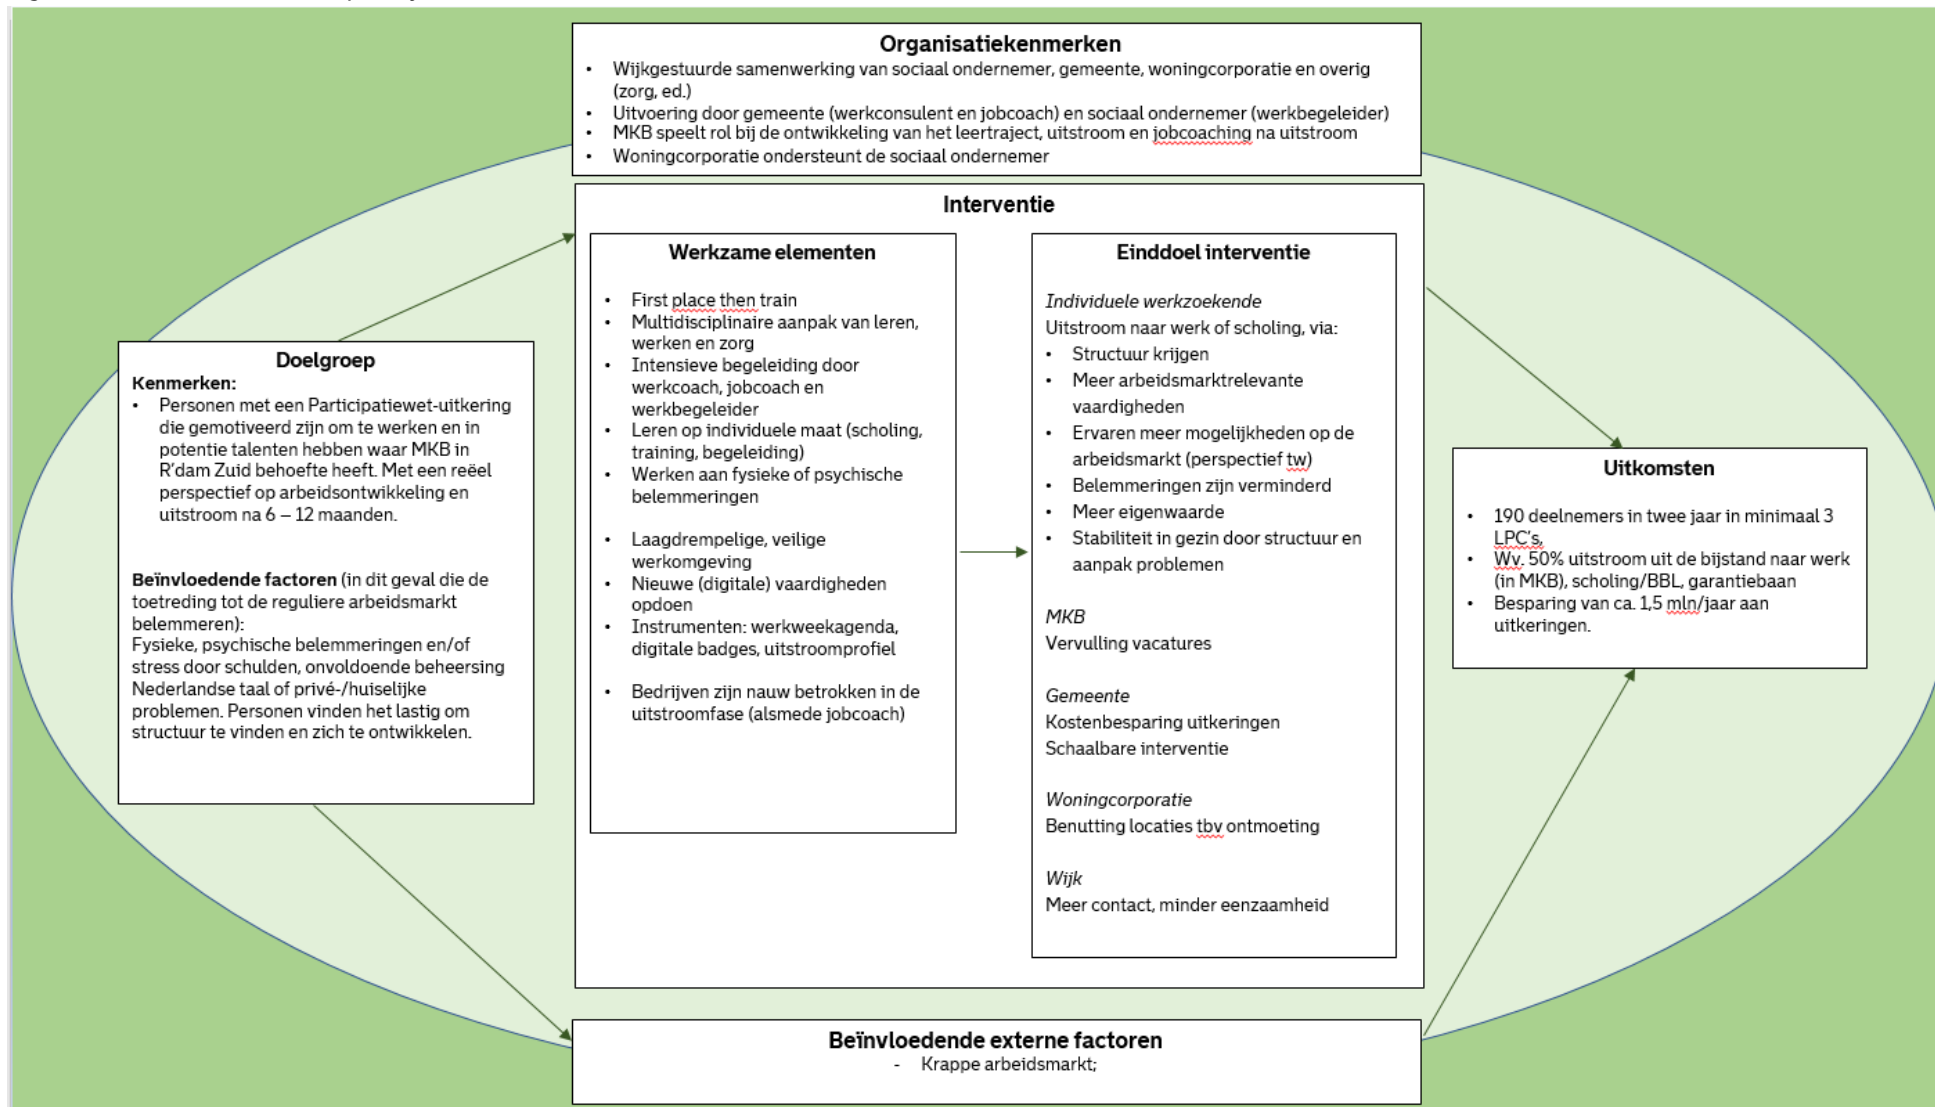 Organisatiekenmerken
• Wijkgestuurde samenwerking van sociaal ondernemer, gemeente, woningcorporatie en overig
(zorg, ed.)
• Uitvoering door gemeente (werkconsulent en jobcoach) en sociaal ondernemer (werkbegeleider)
• MKB speelt rol bij de ontwikkeling van het leertraject, uitstroom en jobcoaching na uitstroom
• Woningcorporatie ondersteunt de sociaal ondernemer
Doelgroep
Kenmerken:
• Personen met een Participatiewet-uitkering
die gemotiveerd zijn om te werken en in
potentie talenten hebben waar MKB in
R'dam Zuid behoefte heeft. Met een reëel
perspectief op arbeidsontwikkeling en
uitstroom na 6 – 12 maanden.
Beïnvloedende factoren (in dit geval die de
toetreding tot de reguliere arbeidsmarkt
belemmeren):
Fysieke, psychische belemmeringen en/of
stress door schulden, onvoldoende beheersing
Nederlandse taal of privé-/huiselijke
problemen. Personen vinden het lastig om
structuur te vinden en zich te ontwikkelen.
Interventie
Werkzame elementen
• First place then train
• Multidisciplinaire aanpak van leren,
werken en zorg
• Intensieve begeleiding door
werkcoach, jobcoach en
werkbegeleider
• Leren op individuele maat (scholing,
training, begeleiding)
• Werken aan fysieke of psychische
belemmeringen
• Laagdrempelige, veilige
werkomgeving
• Nieuwe (digitale) vaardigheden
opdoen
• Instrumenten: werkweekagenda,
digitale badges, uitstroomprofiel
• Bedrijven zijn nauw betrokken in de
uitstroomfase (alsmede jobcoach)
Einddoel interventie
Individuele werkzoekende
Uitstroom naar werk of scholing, via:
• Structuur krijgen
• Meer arbeidsmarktrelevante
vaardigheden
• Ervaren meer mogelijkheden op de
arbeidsmarkt (perspectief tw)
• Belemmeringen zijn verminderd
• Meer eigenwaarde
• Stabiliteit in gezin door structuur en
aanpak problemen
MKB
Vervulling vacatures
Gemeente
Kostenbesparing uitkeringen
Schaalbare interventie
Woningcorporatie
Benutting locaties tbv ontmoeting
Wijk
Meer contact, minder eenzaamheid
Uitkomsten
• 190 deelnemers in twee jaar in minimaal 3
LPC's,
• Wv. 50% uitstroom uit de bijstand naar werk
(in MKB), scholing/BBL, garantiebaan
• Besparing van ca. 1,5 mln/jaar aan
uitkeringen.
Beïnvloedende externe factoren
- Krappe arbeidsmarkt;